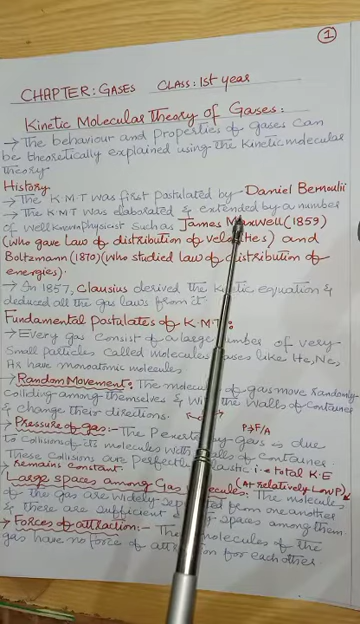 1
CHAPTER: GASES CLASS: 1st year
Kinetic Molecular Theory of Gases:
→ The behaviour and properties of gases can
be theoretically explained using the Kinetic molecular
theory.
History
→ The K.M.T was first postulated by Daniel Bernoulii
→ The K.M.T was elaborated & extended by a number
of wellknown physicist such as James Maxwell (1859)
(who gave Law of distribution of velocities) and
Boltzmann (1870) (who studied law of distribution of
energies).
→ In 1857, Clausius derived the kinetic equation &
deduced all the gas laws from it
Fundamental Postulates of K.M.T:
→ Every gas consist of a large number of very
small particles called molecules gases like He, Ne,
Ar have monoatomic molecules
→ Random Movement: The molecules of gas move Randomly
colliding among themselves & with the walls of container
& change their directions.
→ Pressure of gas:- The P exerted by Gas is due P=F/A
to collision of its molecules with walls of container.
These collisions are perfectly elastic i.e total K.E
remains constant.
Large spaces among Gas molecules: (At relatively Low P)
→ The molecules
of the gas are widely separated from one another
& there are sufficient empty spaces among them
→ Forces of attraction:- The molecules of the
gas have no force of attraction for each other.